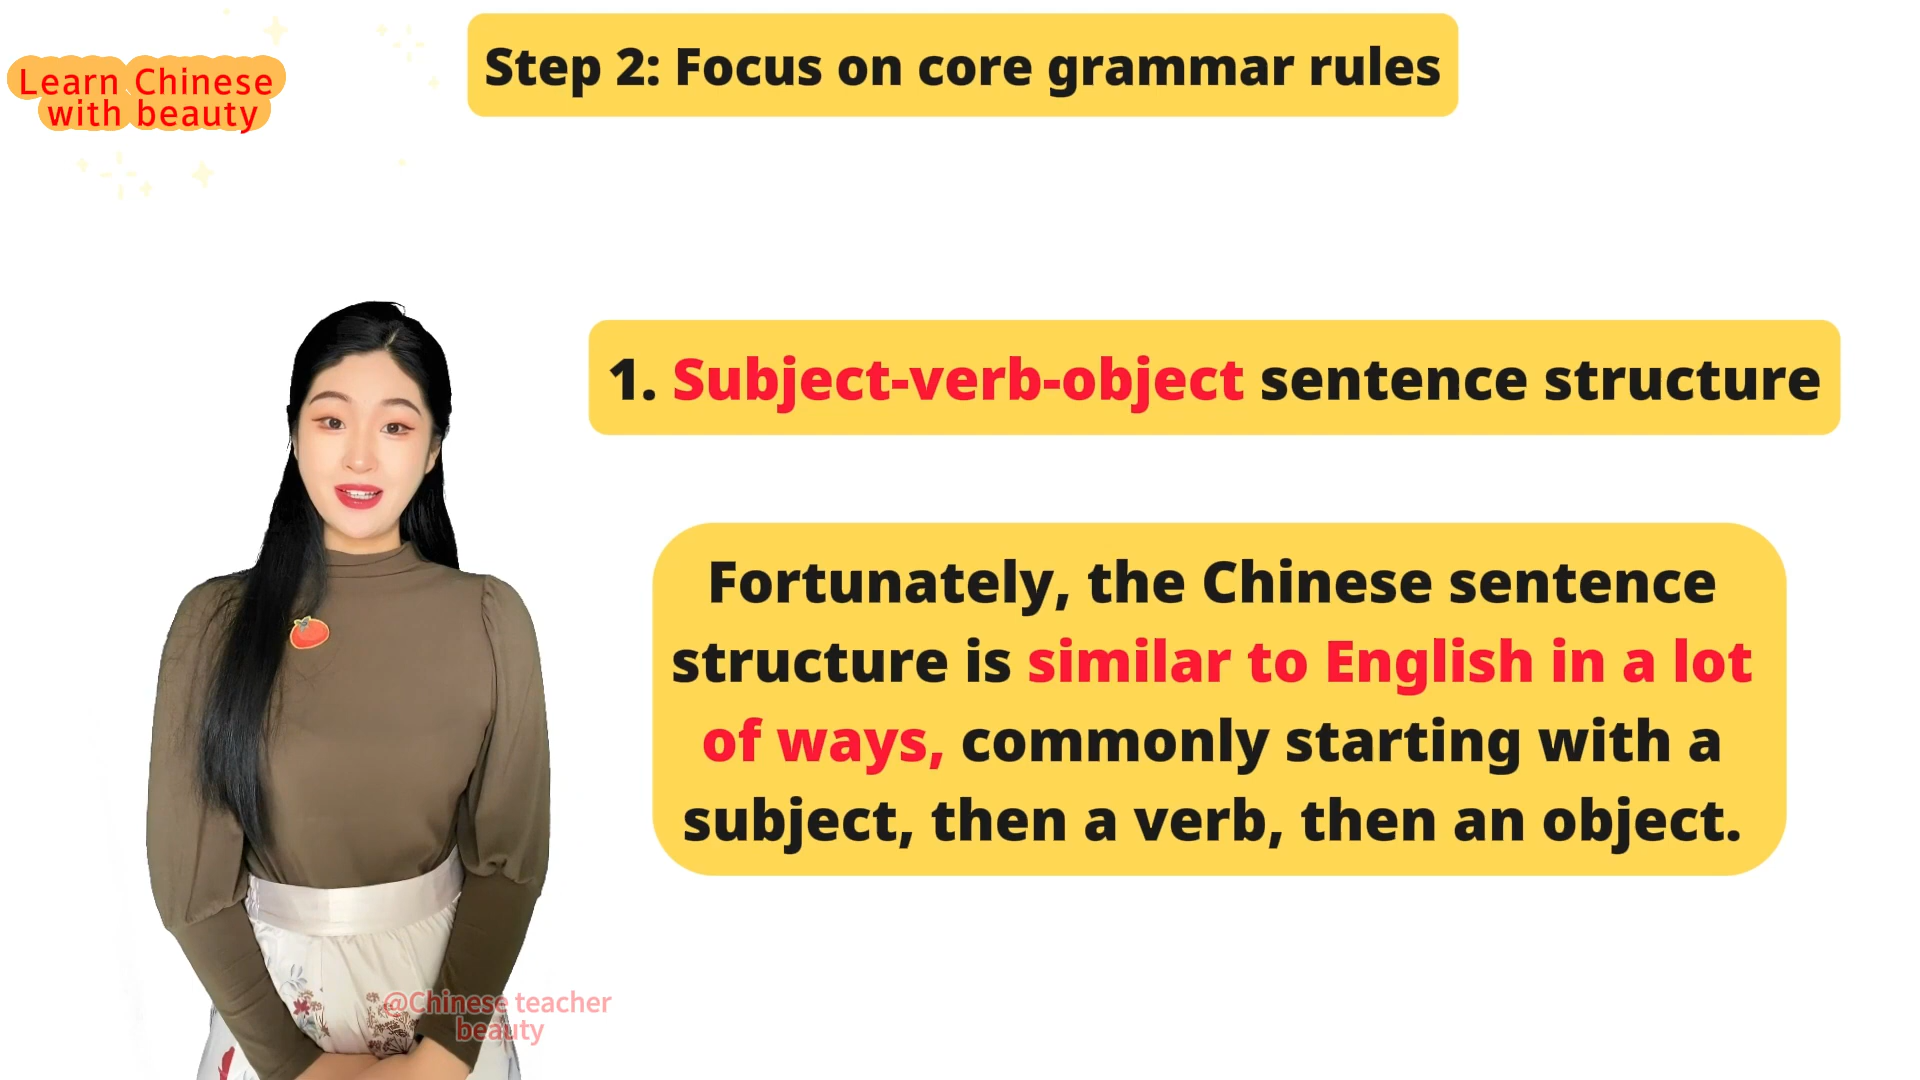 Learn Chinese
with beauty
Step 2: Focus on core grammar rules
1. Subject-verb-object sentence structure
Fortunately, the Chinese sentence
structure is similar to English in a lot
of ways, commonly starting with a
subject, then a verb, then an object.
@Chinese teacher
beauty